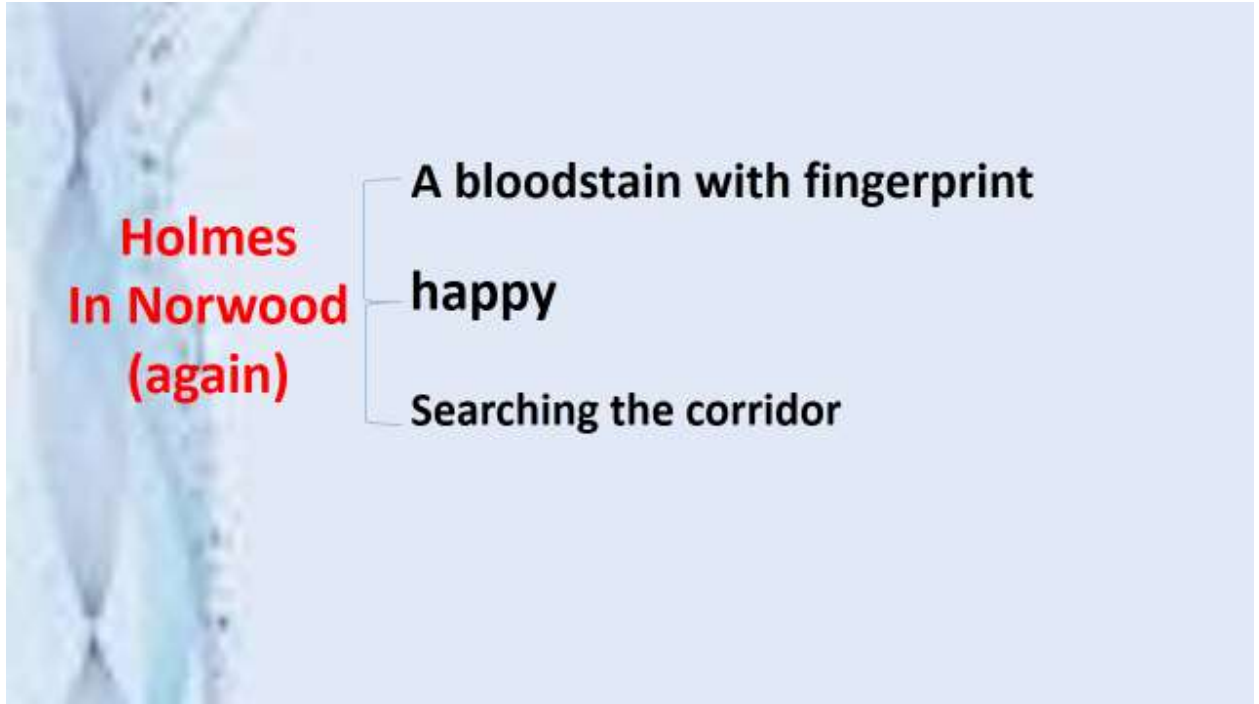 Holmes
In Norwood
(again)
A bloodstain with fingerprint
happy
Searching the corridor